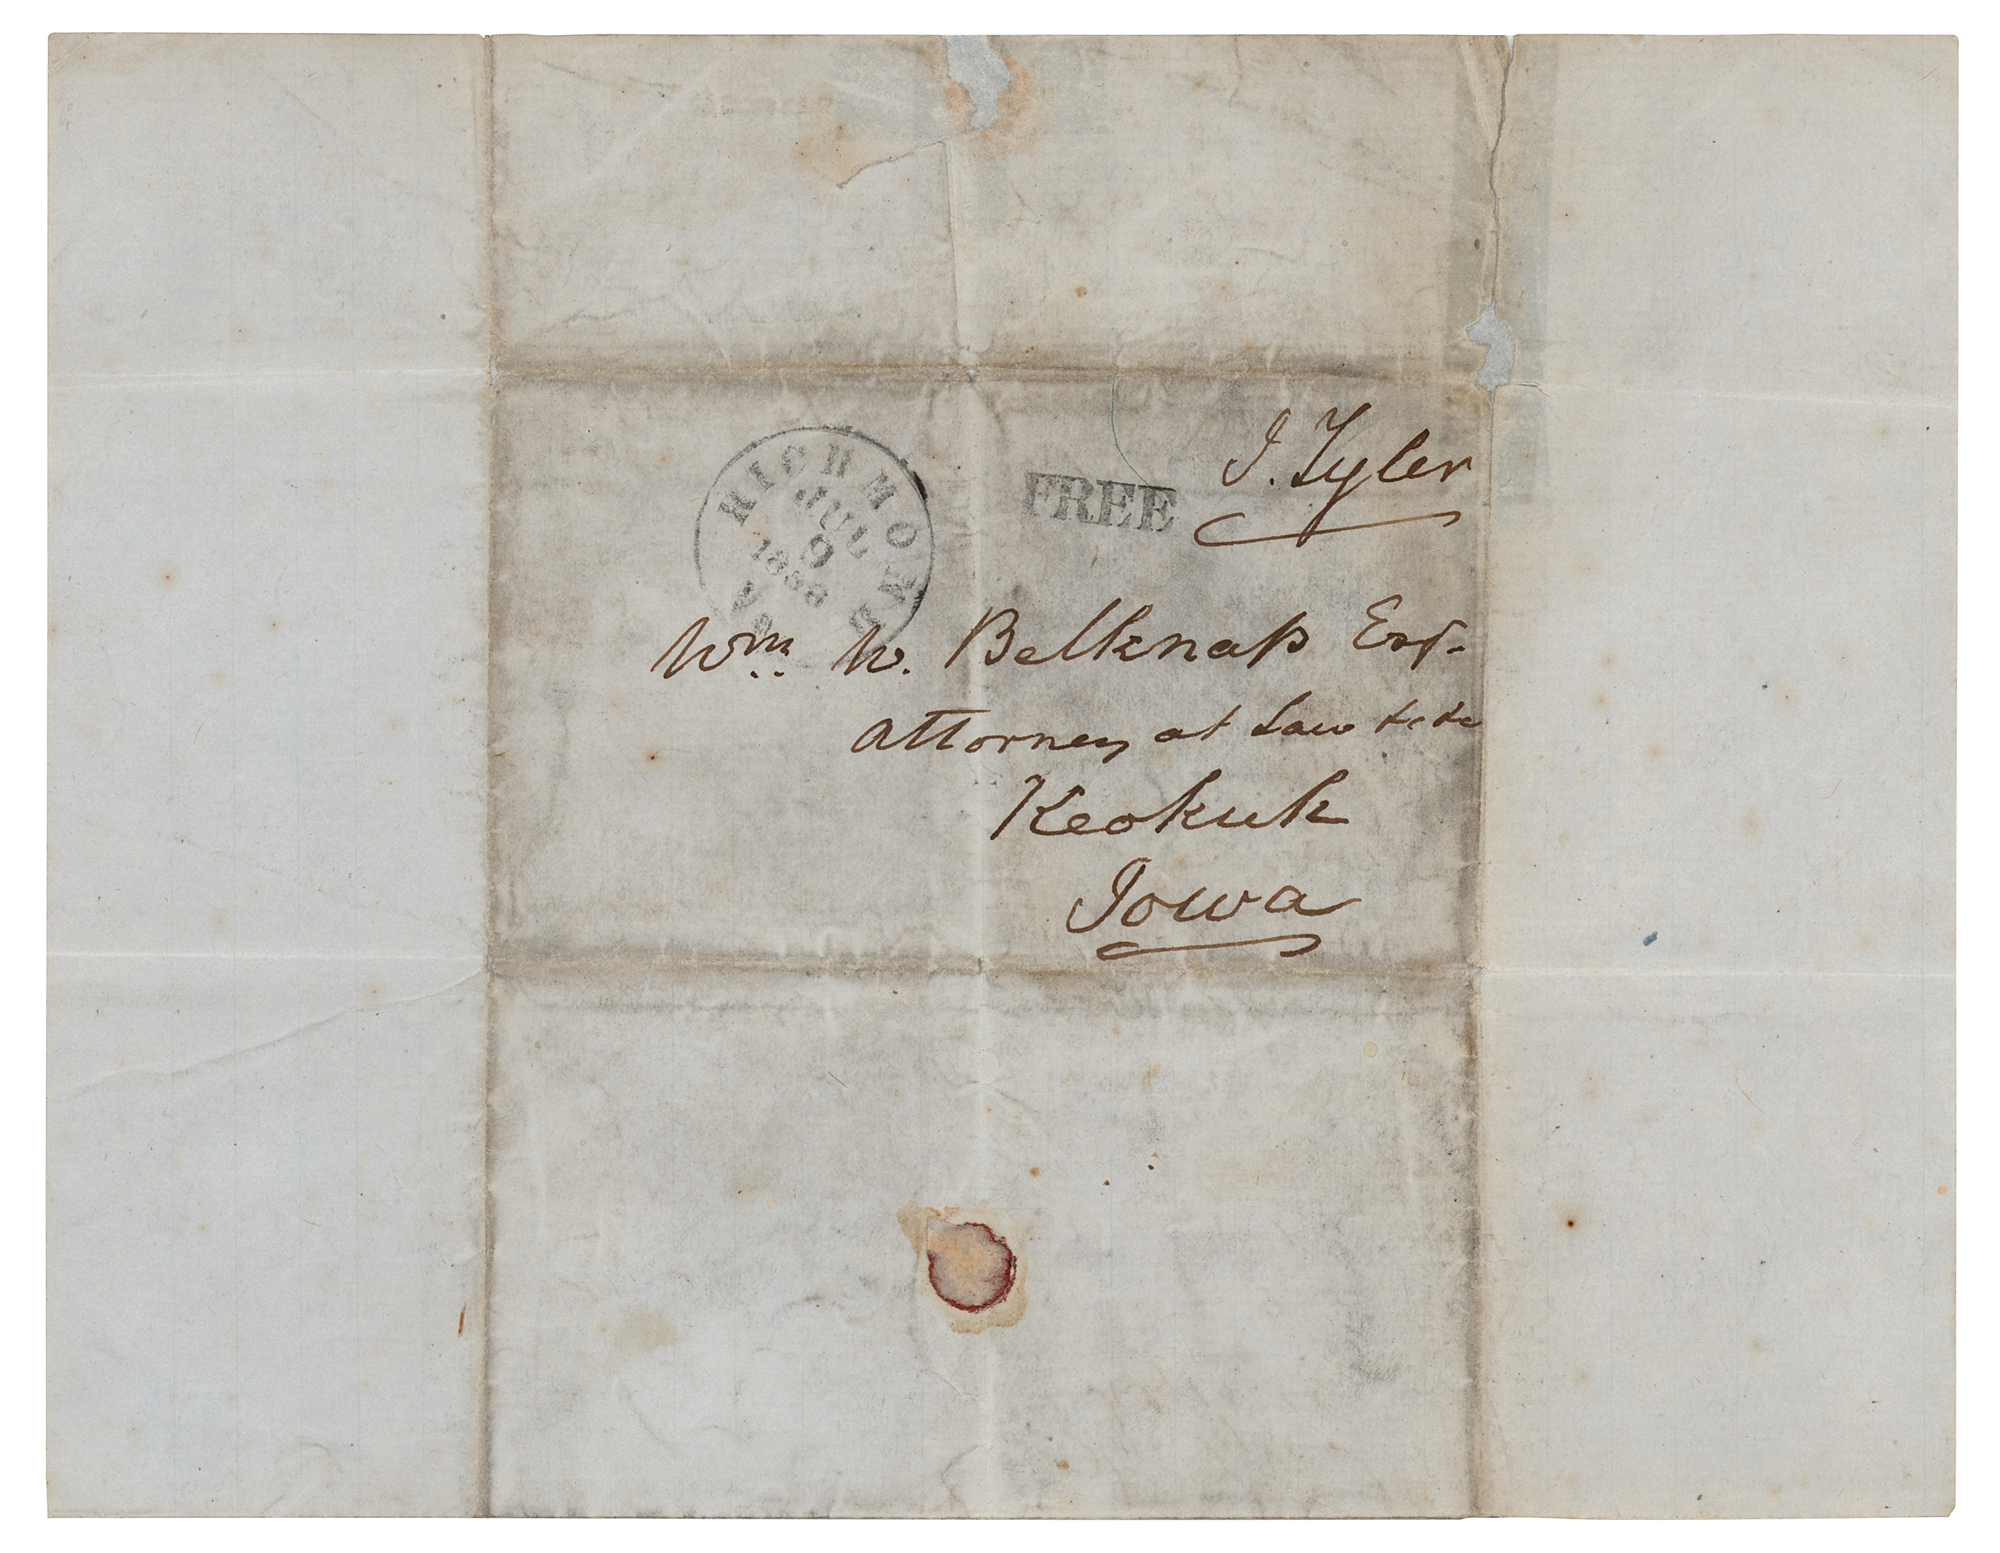 J. Tyler
FREE
RICHMOND Va
JUL
9
Wm. W. Belknap Esq.
Attorney at Law &c &c
Keokuk
Iowa